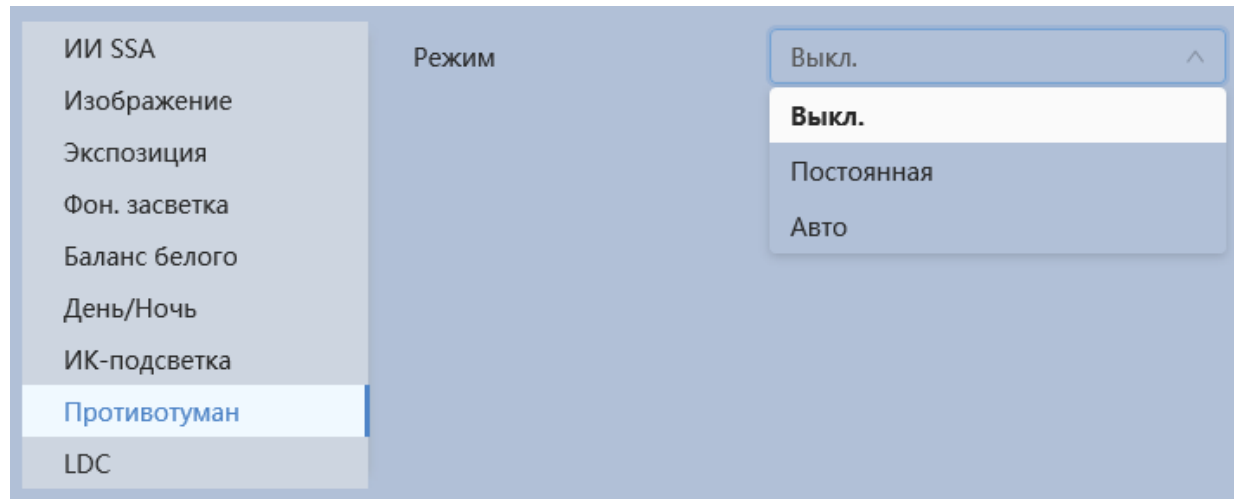 ИИ SSA
Изображение
Экспозиция
Фон. засветка
Баланс белого
День/Ночь
ИК-подсветка
Противотуман
LDC
Режим
Выкл.
Выкл.
Постоянная
Авто